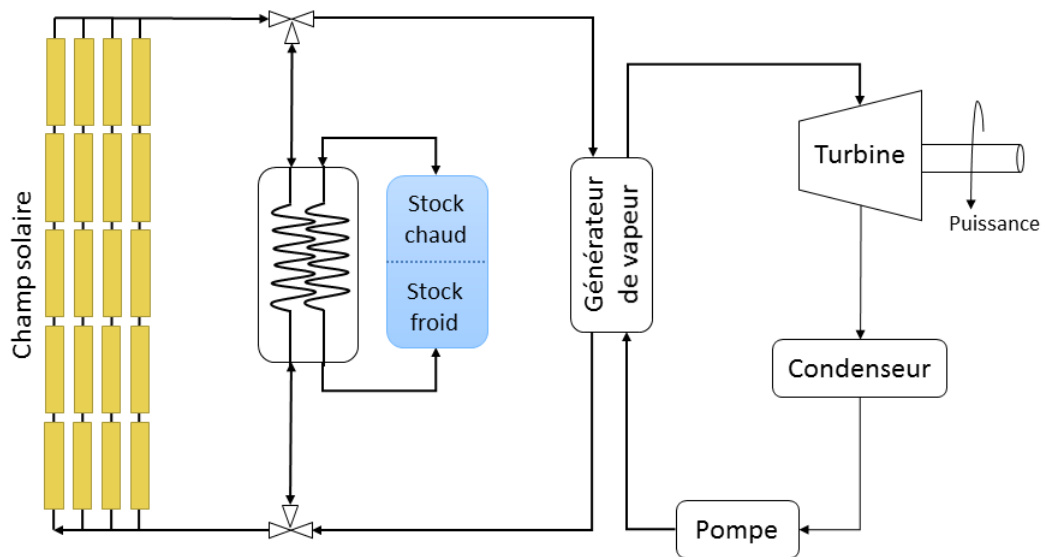 Champ solaire
Stock
chaud
Stock
froid
Générateur
de vapeur
Turbine
Puissance
Condenseur
Pompe